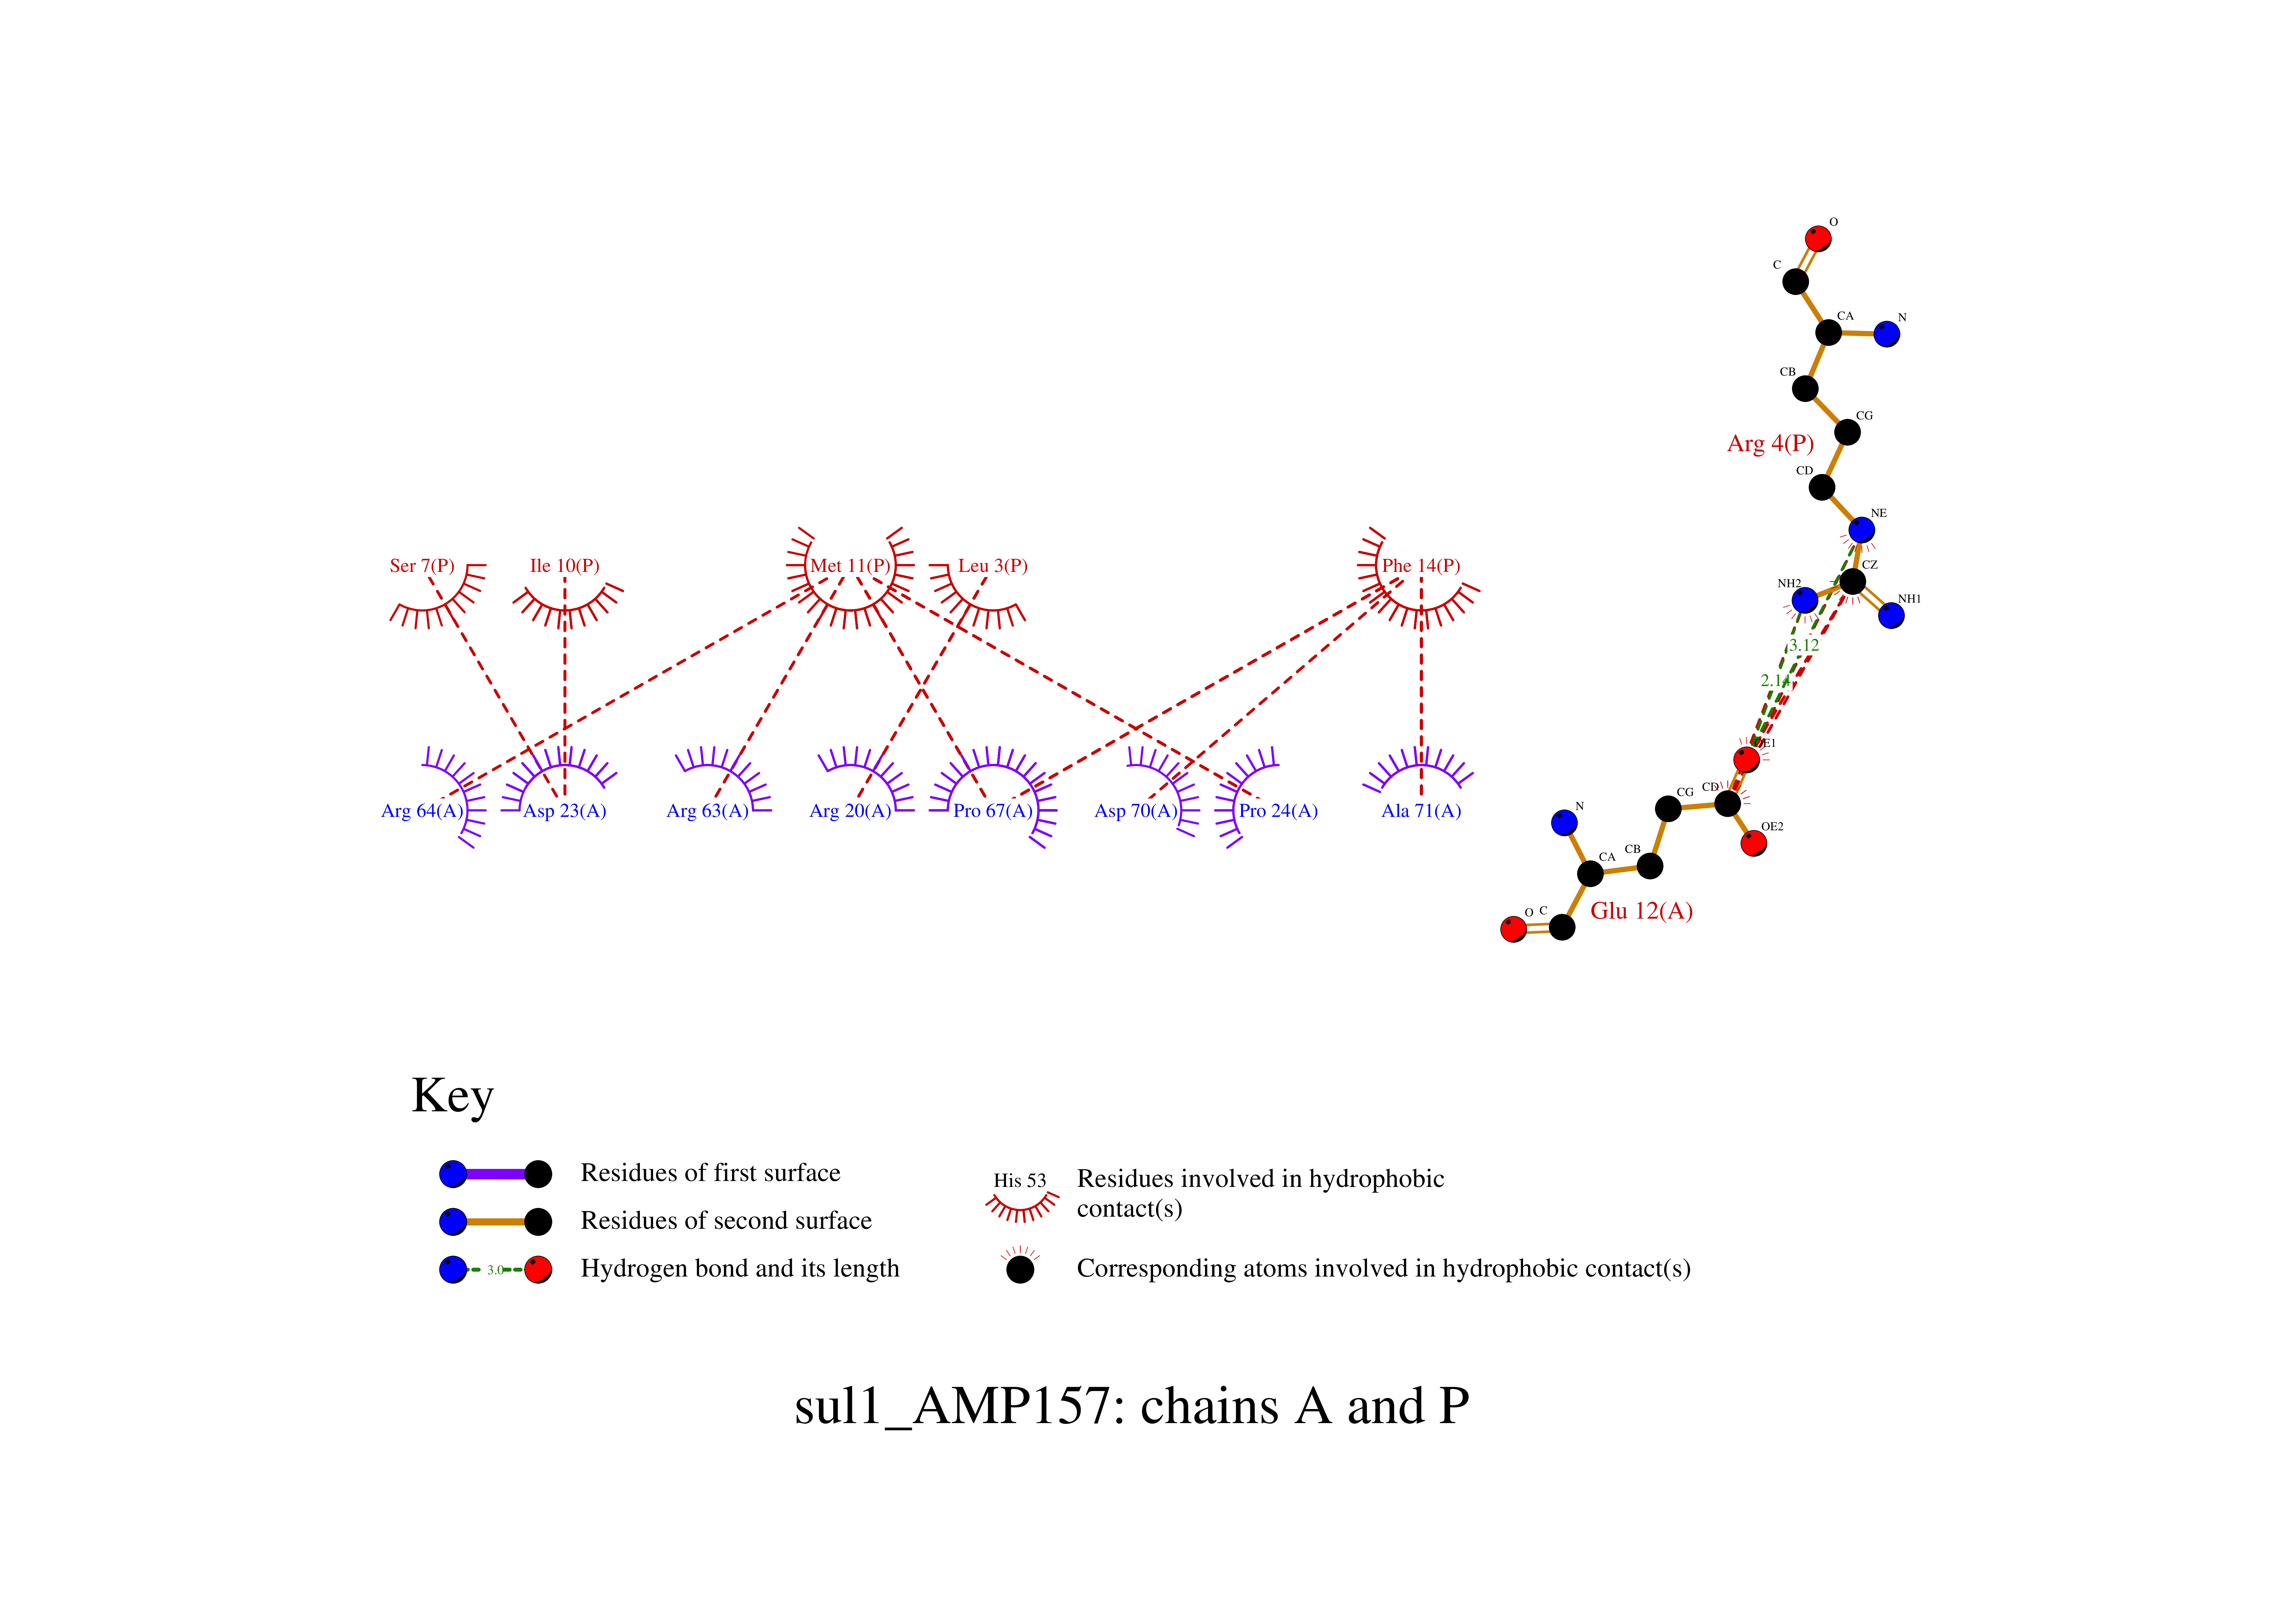 O
C
CA
N
CB
CG
Arg 4(P)
CD
NE
Ser 7(P) Ile 10(P) Met 11(P) Leu 3(P) Phe 14(P)
CZ
NH2
NH1
3.12
2.14
E1
Arg 64(A) Asp 23(A) Arg 63(A) Arg 20(A) Pro 67(A) Asp 70(A) Pro 24(A) Ala 71(A)
CG CD
N
OE2
CB
CA
O C
Glu 12(A)
Key
Residues of first surface
Residues of second surface
3.0 Hydrogen bond and its length
His 53 Residues involved in hydrophobic
contact(s)
Corresponding atoms involved in hydrophobic contact(s)
sul1_AMP157: chains A and P